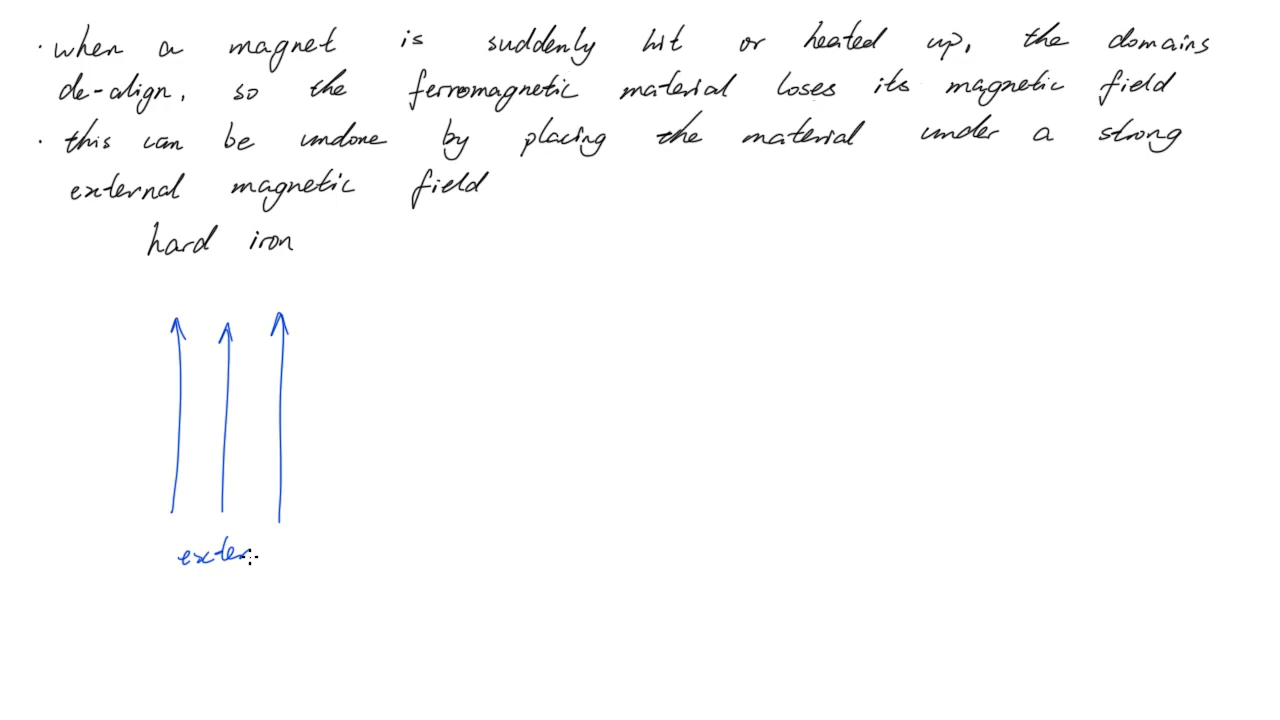 · when a magnet is suddenly hit or heated up, the domains
de-align, so the ferromagnetic material loses its magnetic field
· this can be undone by placing the material under a strong
external magnetic field
hard iron
exter